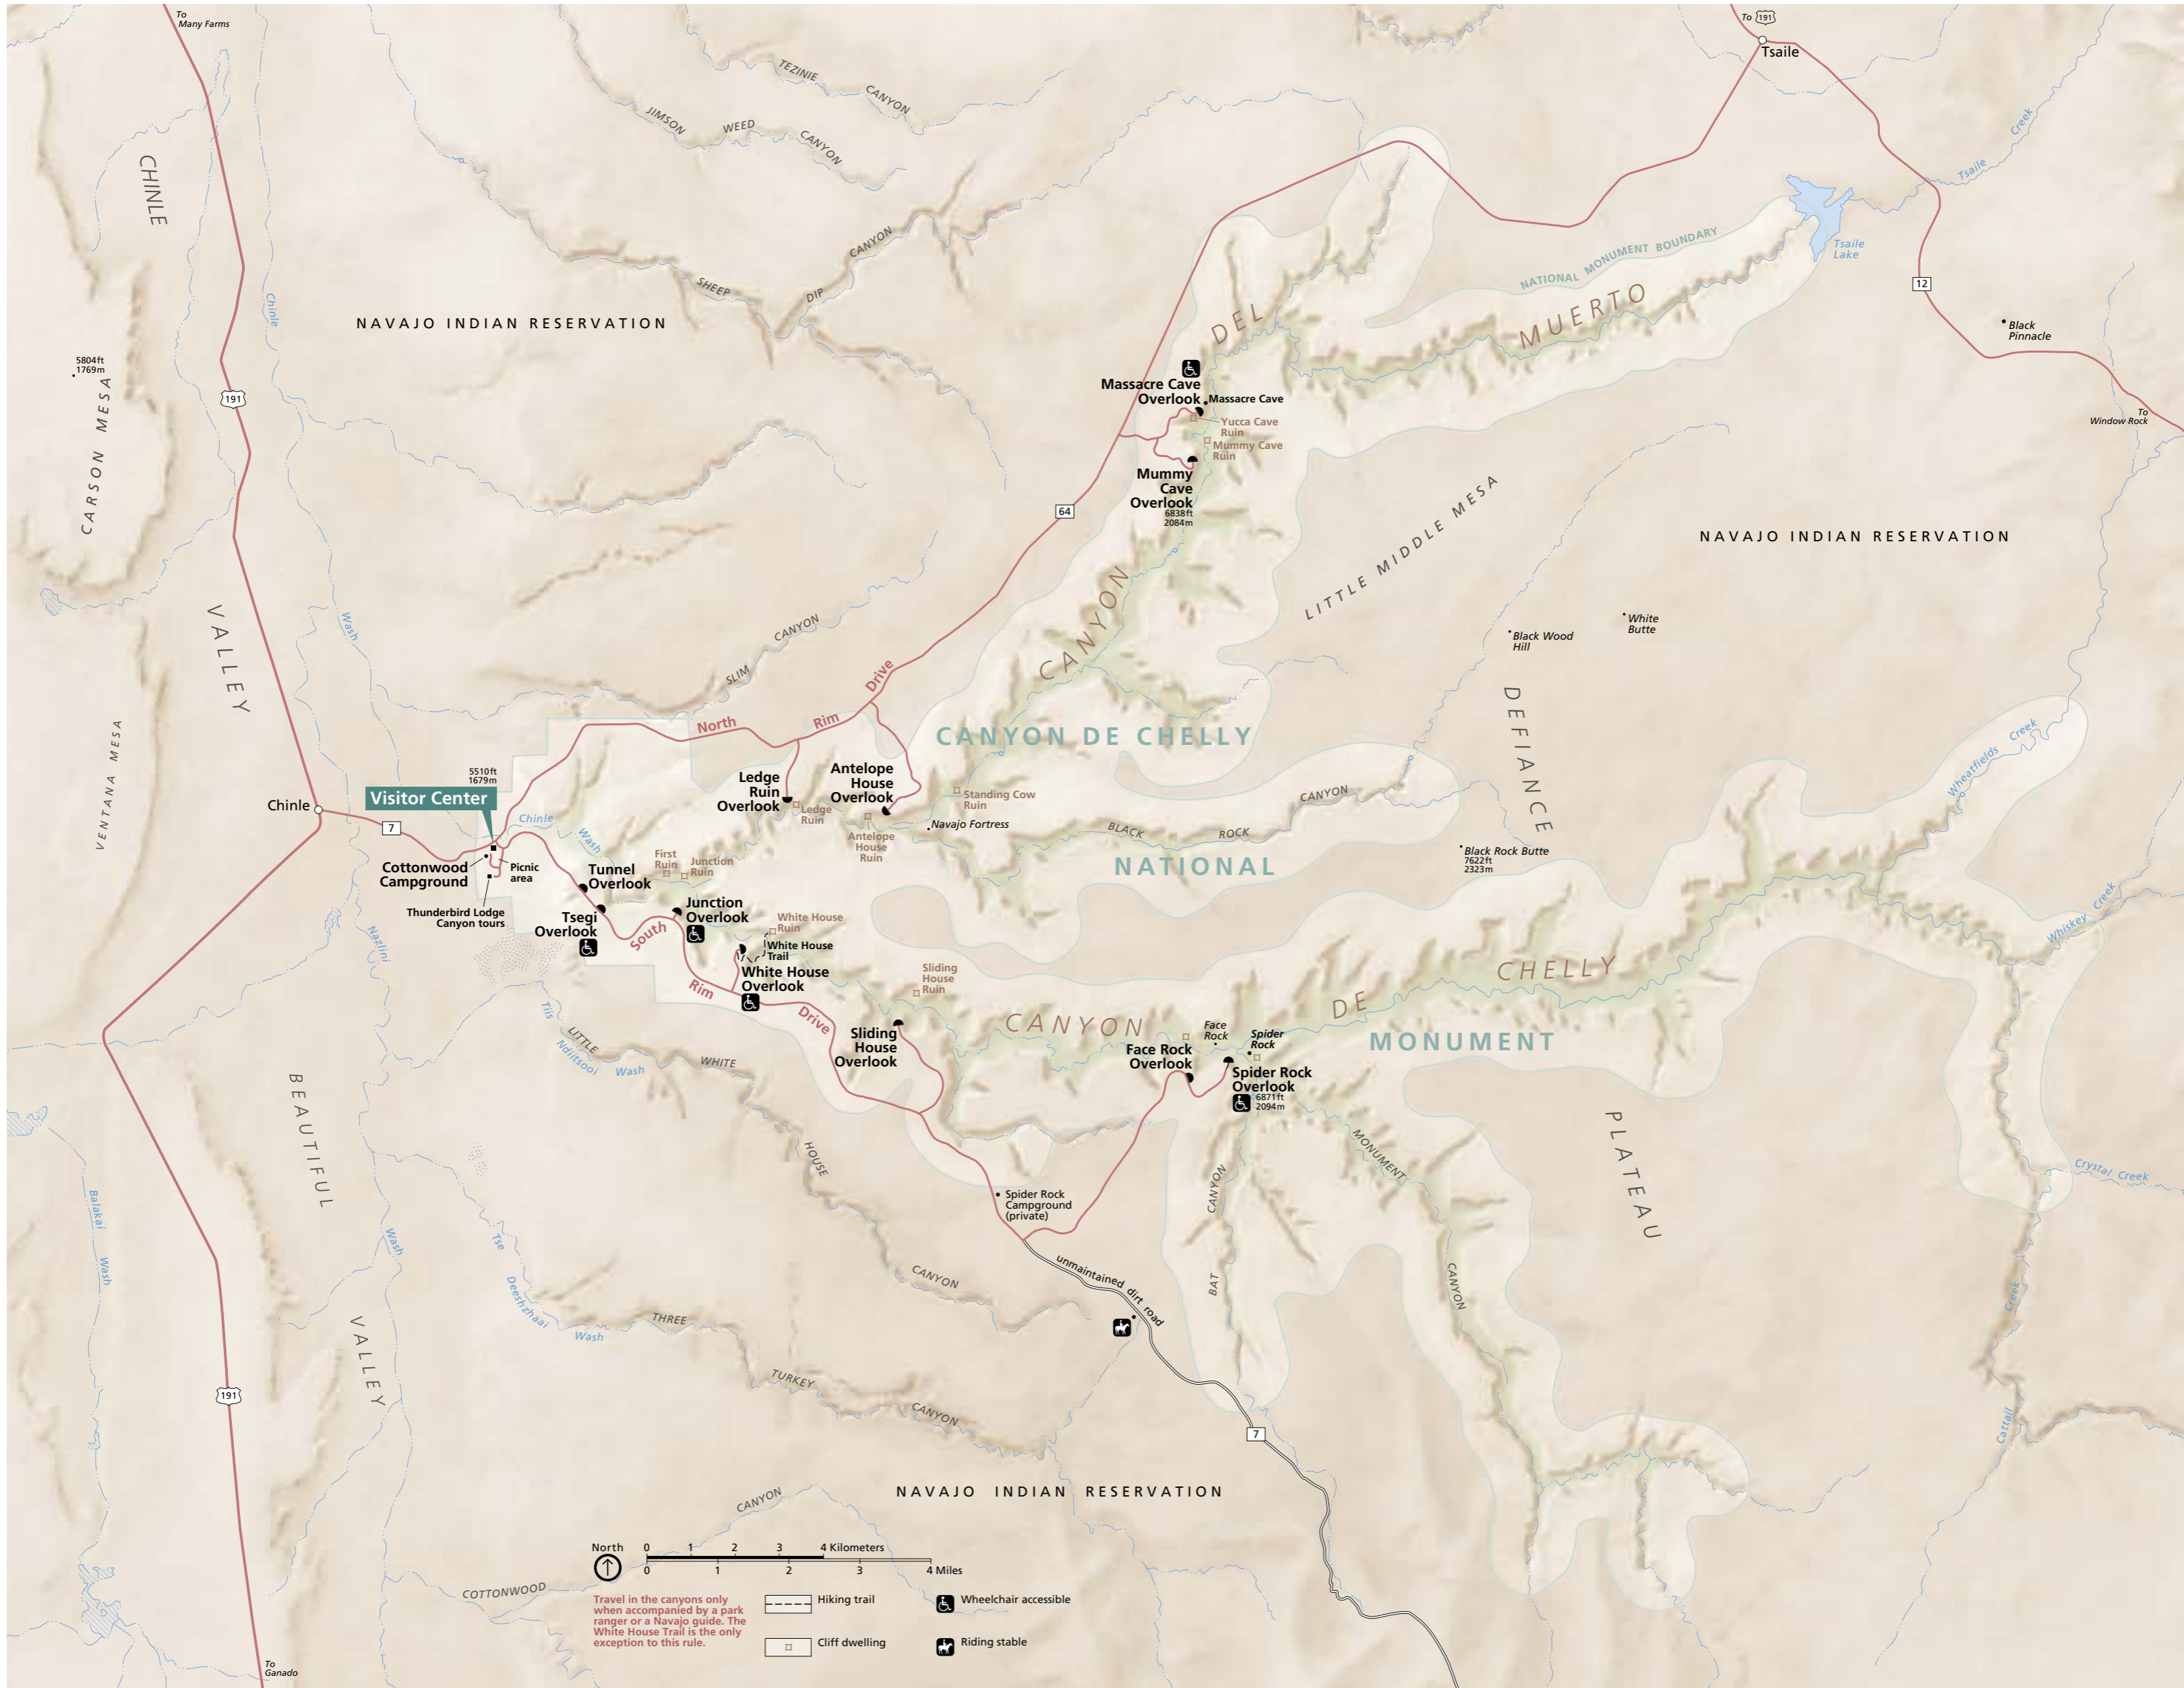 To
Many Farms
To 191
Tsaile
TEZINIE
CANYON
JIMSON
WEED
CANYON
CHINLE
Tsaile
Creek
Tsaile
Lake
NATIONAL MONUMENT BOUNDARY
CANYON
SHEEP
DIP
Chinle
NAVAJO INDIAN RESERVATION
DEL
MUERTO
12
Black
Pinnacle
5804ft
1769m
CARSON MESA
191
Massacre Cave
Overlook
Massacre Cave
Yucca Cave
Ruin
Mummy Cave
Ruin
To
Window Rock
Mummy
Cave
Overlook
6838ft
2084m
64
LITTLE MIDDLE MESA
NAVAJO INDIAN RESERVATION
CANYON
VALLEY
Wash
SLIM
CANYON
White
Butte
Black Wood
Hill
DEFIANCE
North
Rim
Drive
CANYON DE CHELLY
VENTANA MESA
5510ft
1679m
Visitor Center
Chinle
7
Chinle
Wash
Ledge
Ruin
Overlook
Ledge
Ruin
Antelope
House
Overlook
Antelope
House
Ruin
Standing Cow
Ruin
Navajo Fortress
BLACK
ROCK
CANYON
NATIONAL
Wheatfields
Creek
Black Rock Butte
7622ft
2323m
Cottonwood
Campground
Picnic
area
Thunderbird Lodge
Canyon tours
Tunnel
Overlook
First
Ruin
Junction
Ruin
Tsegi
Overlook
Junction
Overlook
South
White House
Ruin
White House
Trail
White House
Overlook
Rim
Drive
Whiskey
Creek
Nazlini
Sliding
House
Ruin
Sliding
House
Overlook
CANYON
DE
CHELLY
MONUMENT
Face
Rock
Spider
Rock
Face Rock
Overlook
Spider Rock
Overlook
6871ft
2094m
Tiis
Ndiitsooi
Wash
LITTLE
WHITE
HOUSE
CANYON
BEAUTIFUL
VALLEY
PLATEAU
MONUMENT
CANYON
BAT
CANYON
Crystal Creek
Spider Rock
Campground
(private)
Balakai
Wash
Wash
Tse
Deeshzhaai
Wash
unmaintained dirt road
THREE
TURKEY
CANYON
Creek
Cattail
191
7
NAVAJO INDIAN RESERVATION
CANYON
COTTONWOOD
North
0 1 2 3 4 Kilometers
0 1 2 3 4 Miles
Travel in the canyons only
when accompanied by a park
ranger or a Navajo guide. The
White House Trail is the only
exception to this rule.
Hiking trail
Cliff dwelling
Wheelchair accessible
Riding stable
To
Ganado